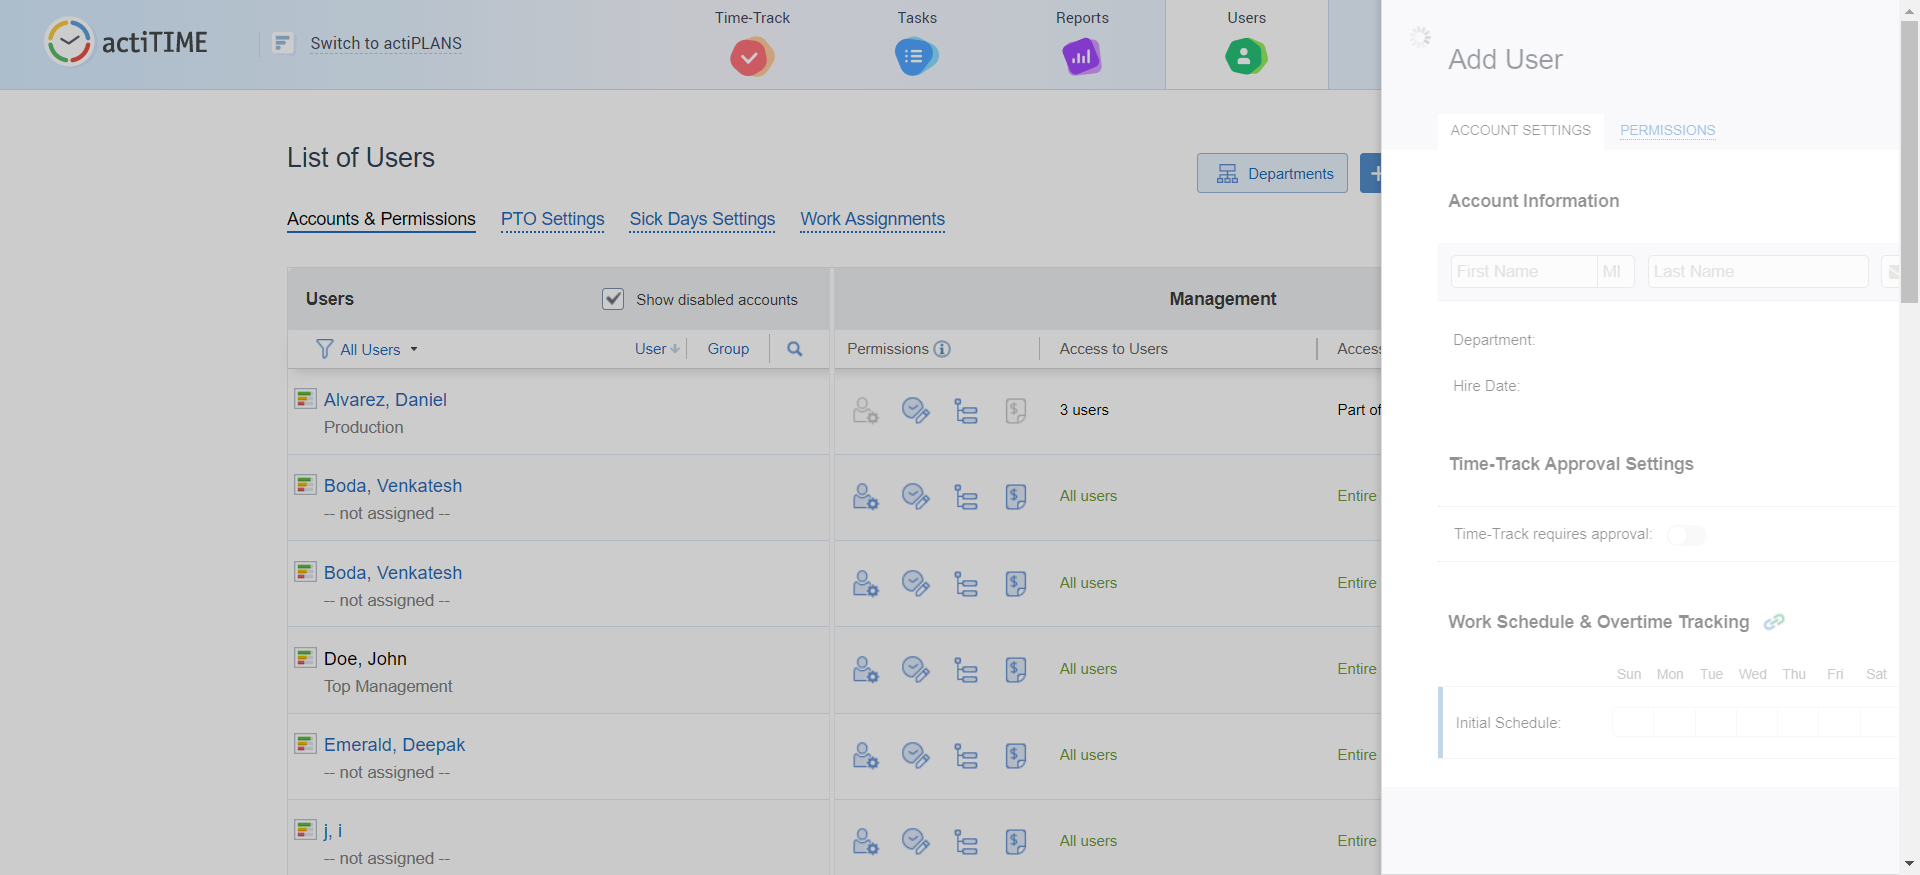 actiTIME
Switch to actiPLANS
Time-Track
Tasks
Reports
Users
List of Users
Departments
Accounts & Permissions
PTO Settings
Sick Days Settings
Work Assignments
Users
Show disabled accounts
Management
All Users
User
Group
Permissions
Access to Users
Acces
Alvarez, Daniel
Production
3 users
Part of
Boda, Venkatesh
-- not assigned --
All users
Entire
Boda, Venkatesh
-- not assigned --
All users
Entire
Doe, John
Top Management
All users
Entire
Emerald, Deepak
-- not assigned --
All users
Entire
j, i
-- not assigned --
All users
Entire
Add User
ACCOUNT SETTINGS
PERMISSIONS
Account Information
First Name
MI
Last Name
Department:
Hire Date:
Time-Track Approval Settings
Time-Track requires approval:
Work Schedule & Overtime Tracking
Sun Mon Tue Wed Thu Fri Sat
Initial Schedule: